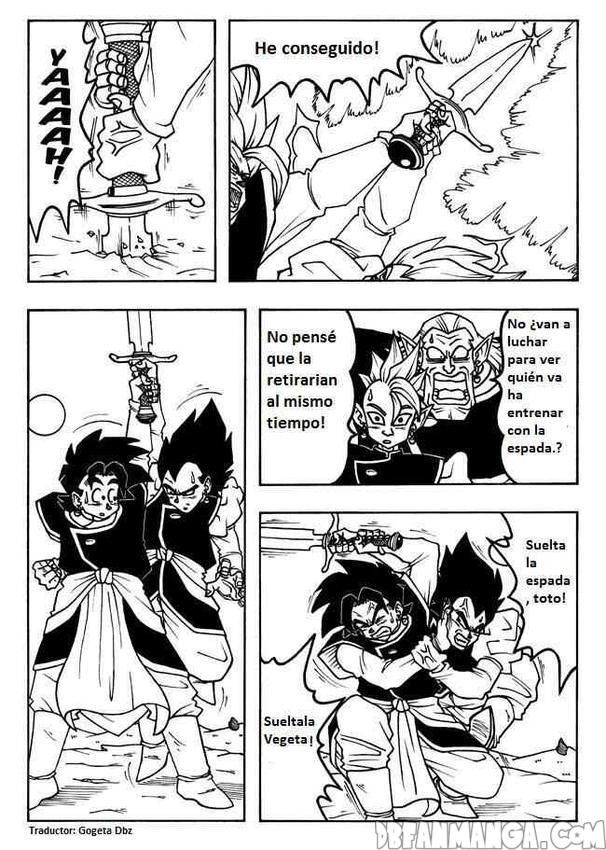 YAAAAH!
He conseguido!
No pensé
que la
retirarian
al mismo
tiempo!
No ¿van a
luchar
para ver
quién va
ha
entrenar
con la
espada.?
Suelta
la
espada
, toto!
Sueltala
Vegeta!
Traductor: Gogeta Dbz
DBFANMANGA.COM